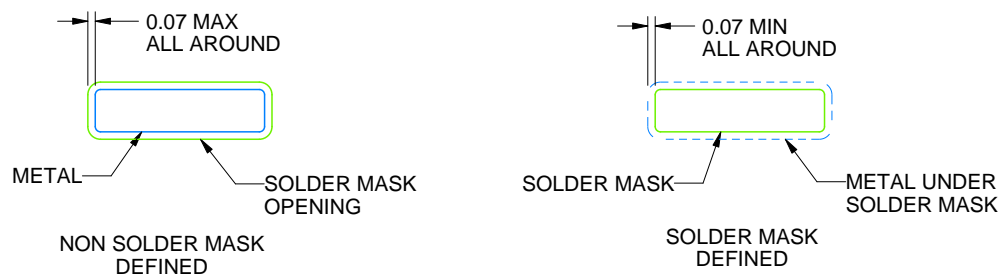 0.07 MAX
ALL AROUND
METAL
SOLDER MASK
OPENING
NON SOLDER MASK
DEFINED
0.07 MIN
ALL AROUND
SOLDER MASK
METAL UNDER
SOLDER MASK
SOLDER MASK
DEFINED